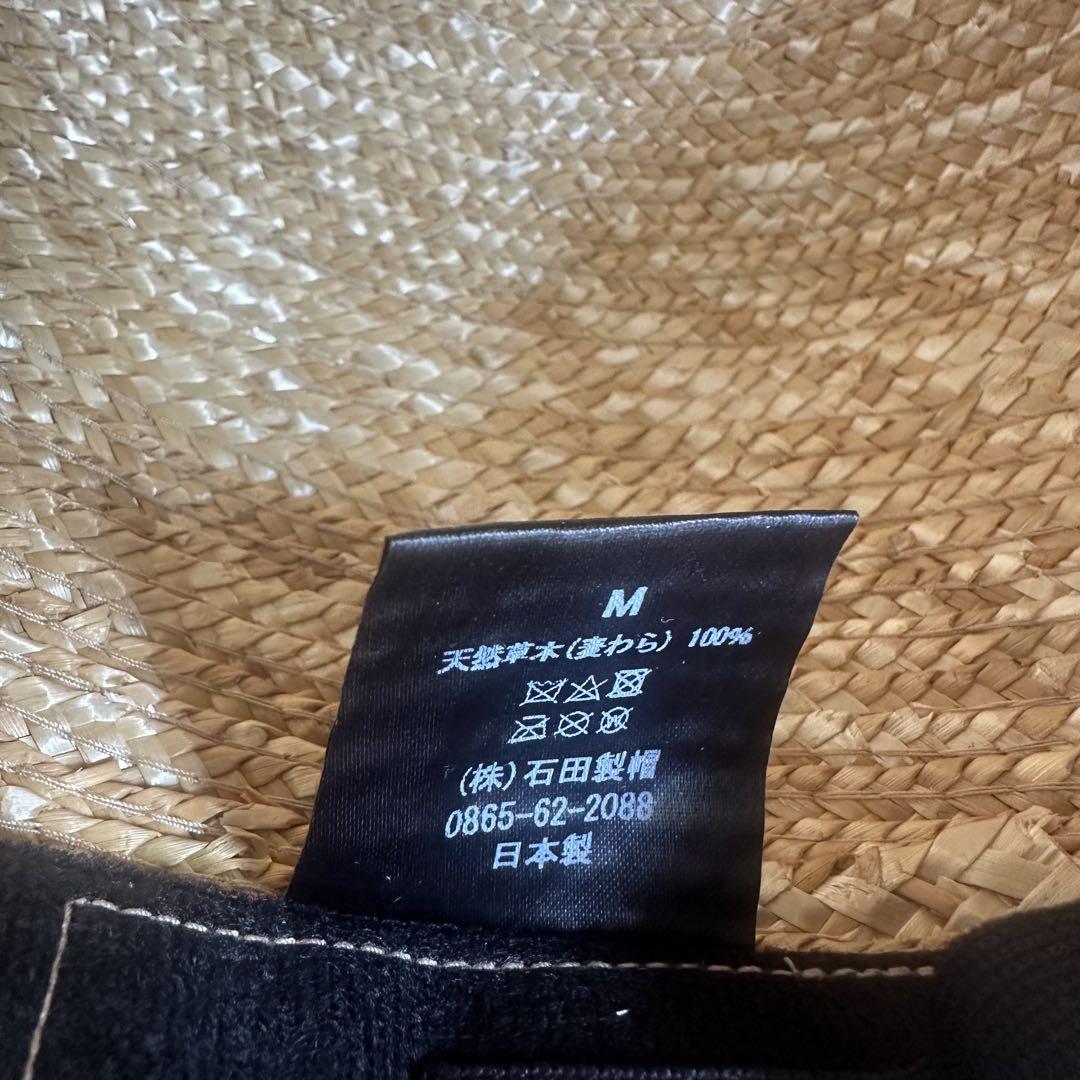 M
天然草木(麦わら) 100%
(株)石田製帽
0865-62-2088
日本製